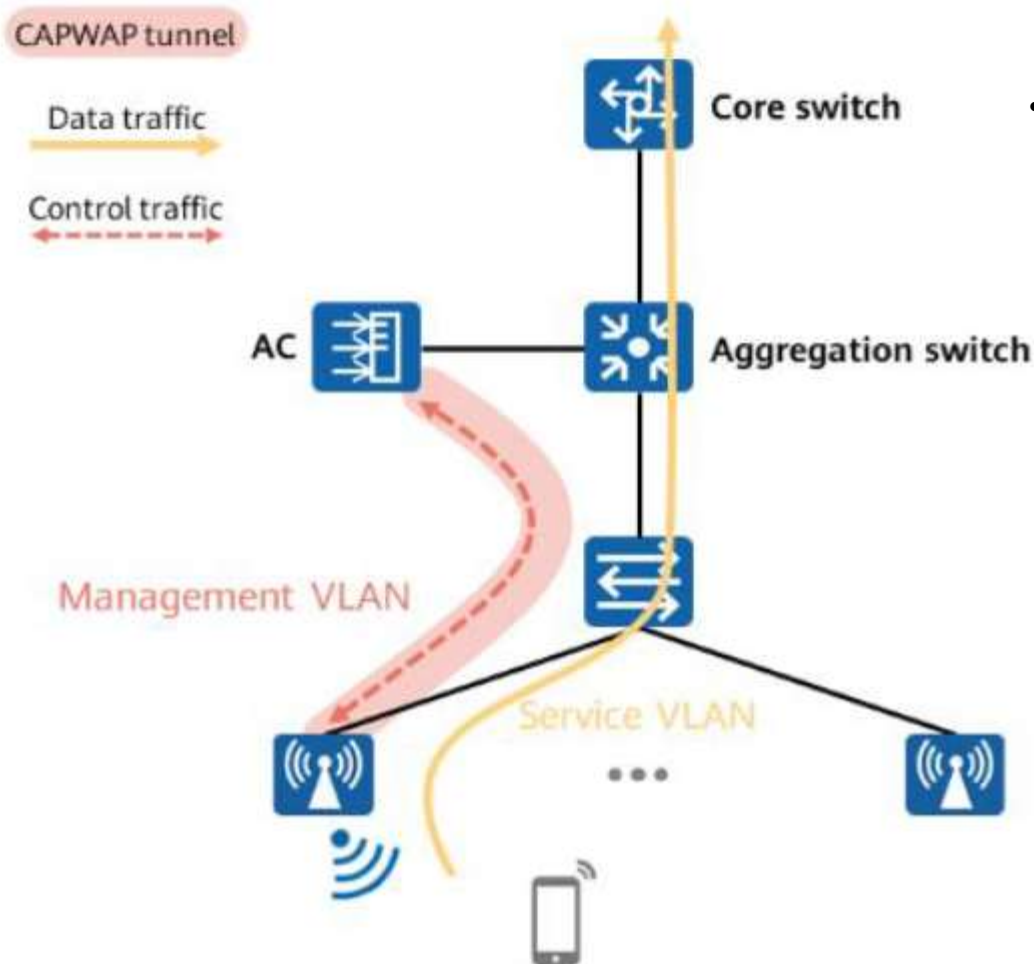 CAPWAP tunnel
Data traffic
Control traffic
Core switch
AC
Aggregation switch
Management VLAN
Service VLAN